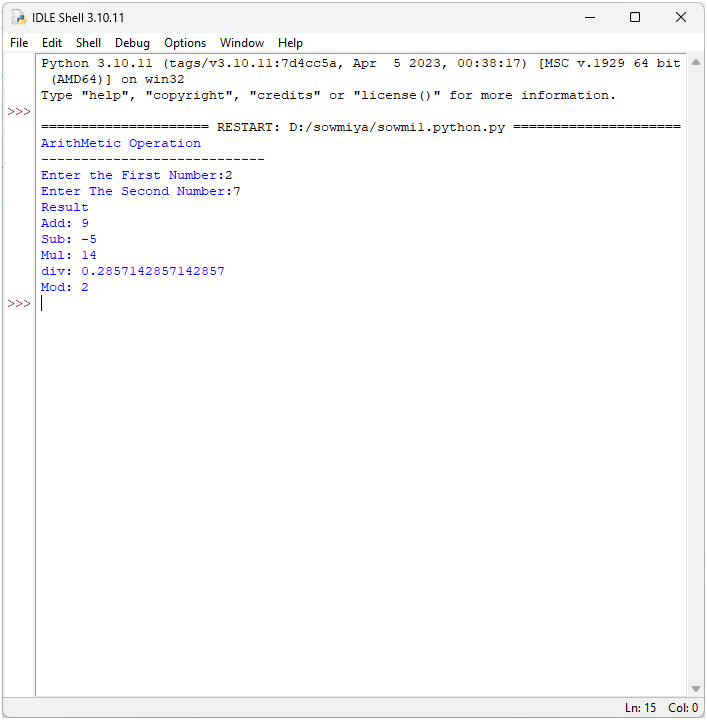 IDLE Shell 3.10.11
File Edit Shell Debug Options Window Help
Python 3.10.11 (tags/v3.10.11:7d4cc5a, Apr  5 2023, 00:38:17) [MSC v.1929 64 bit
(AMD64)] on win32
Type "help", "copyright", "credits" or "license()" for more information.
>>>
===================== RESTART: D:/sowmiya/sowmi1.python.py =====================
ArithMetic Operation
----------------------------
Enter the First Number:2
Enter The Second Number:7
Result
Add: 9
Sub: -5
Mul: 14
div: 0.2857142857142857
Mod: 2
>>>
Ln: 15 Col: 0